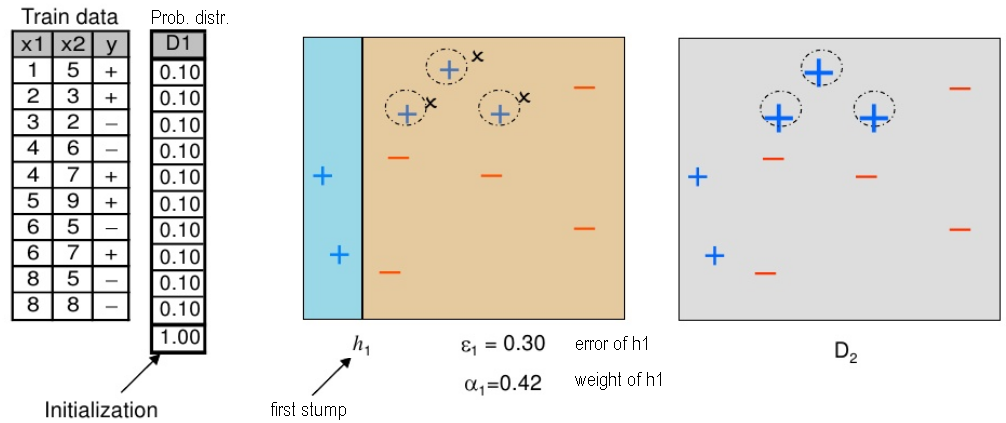 Train data
Prob. distr.
x1 x2 y
D1
1 5 + 0.10
2 3 + 0.10
3 2 − 0.10
4 6 − 0.10
4 7 + 0.10
5 9 + 0.10
6 5 − 0.10
6 7 + 0.10
8 5 − 0.10
8 8 − 0.10
1.00
Initialization
h1
first stump
ε1 = 0.30 error of h1
α1=0.42 weight of h1
D2